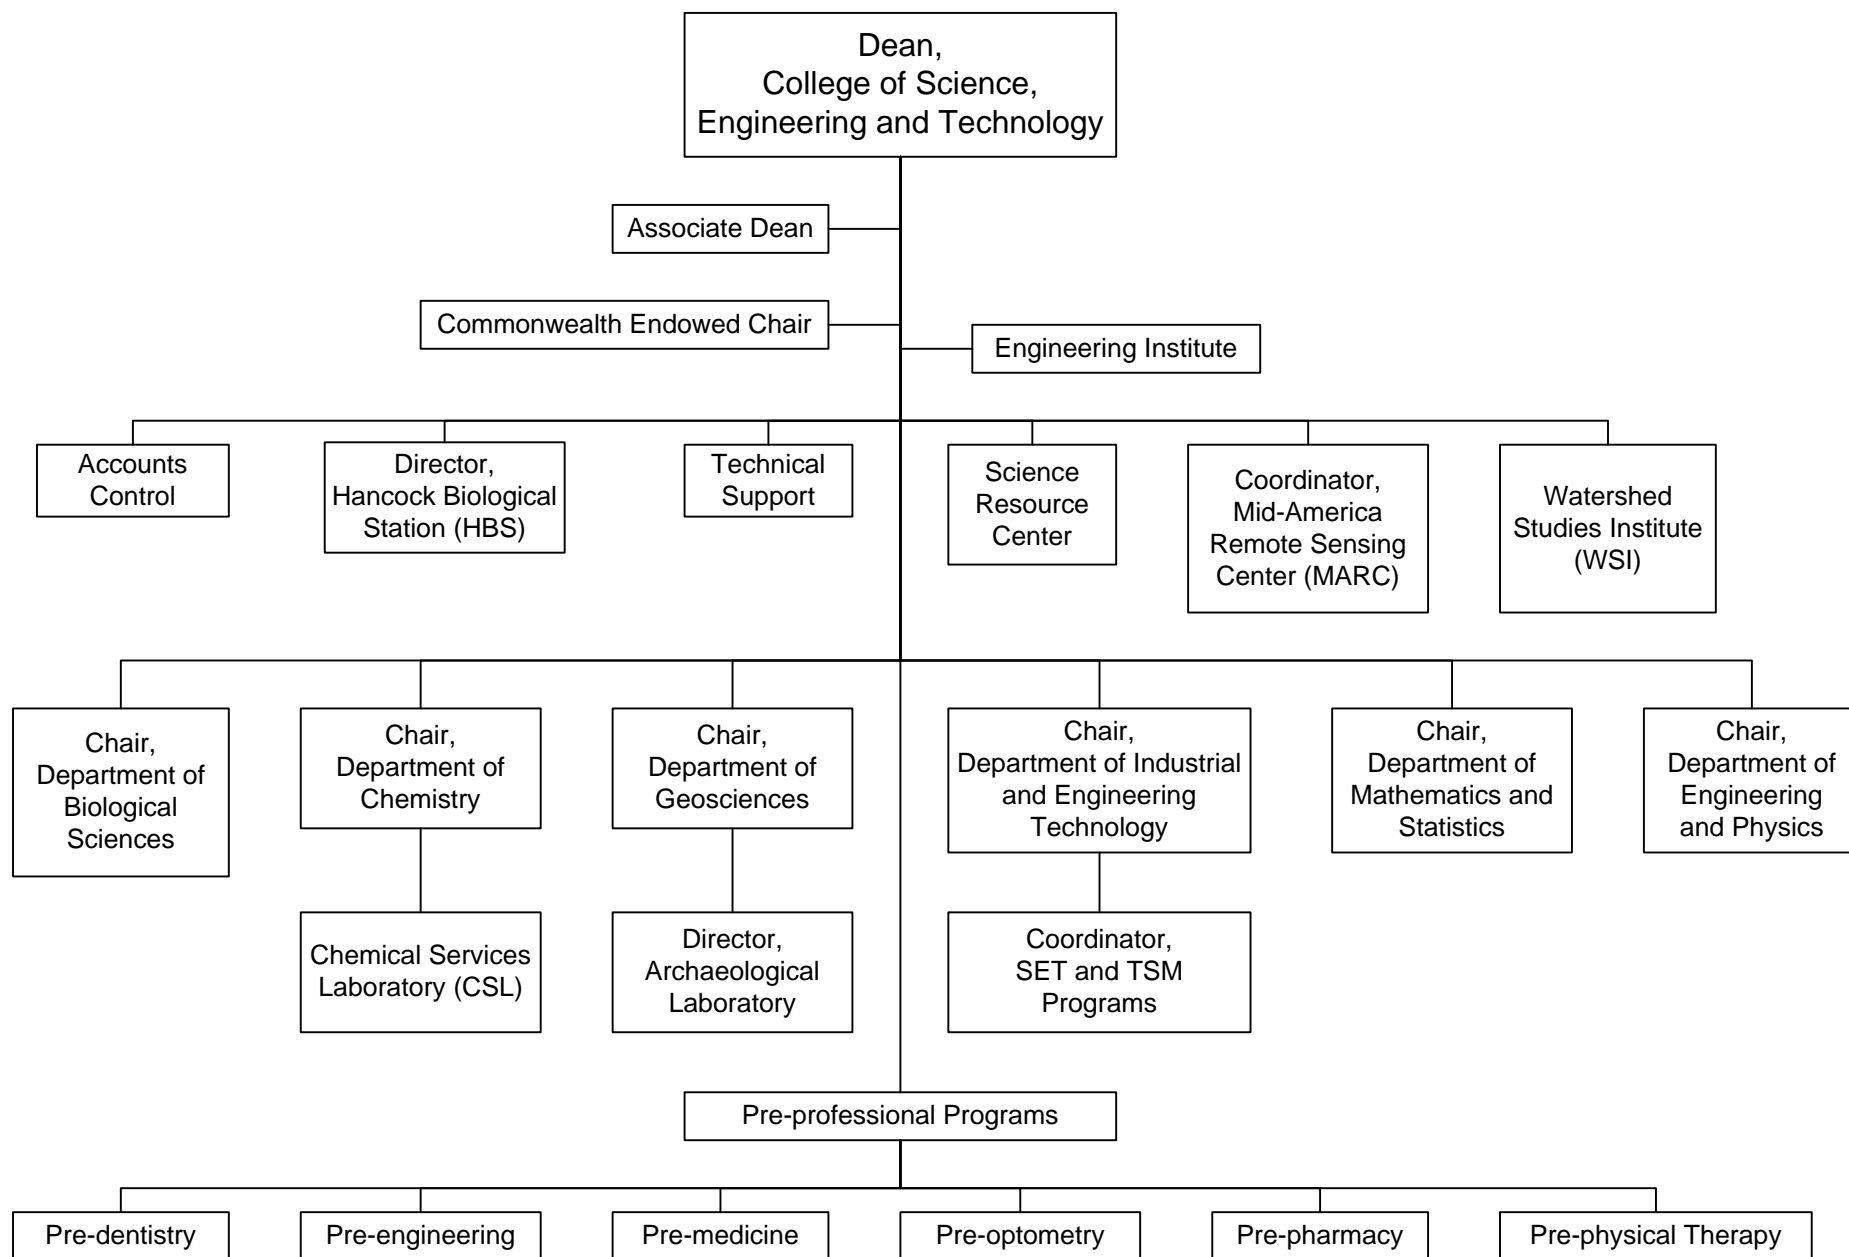 Dean,
College of Science,
Engineering and Technology
Associate Dean
Commonwealth Endowed Chair
Engineering Institute
Accounts
Control
Director,
Hancock Biological
Station (HBS)
Technical
Support
Science
Resource
Center
Coordinator,
Mid-America
Remote Sensing
Center (MARC)
Watershed
Studies Institute
(WSI)
Chair,
Department of
Biological
Sciences
Chair,
Department of
Chemistry
Chair,
Department of
Geosciences
Chair,
Department of Industrial
and Engineering
Technology
Chair,
Department of
Mathematics and
Statistics
Chair,
Department of
Engineering
and Physics
Chemical Services
Laboratory (CSL)
Director,
Archaeological
Laboratory
Coordinator,
SET and TSM
Programs
Pre-professional Programs
Pre-dentistry
Pre-engineering
Pre-medicine
Pre-optometry
Pre-pharmacy
Pre-physical Therapy